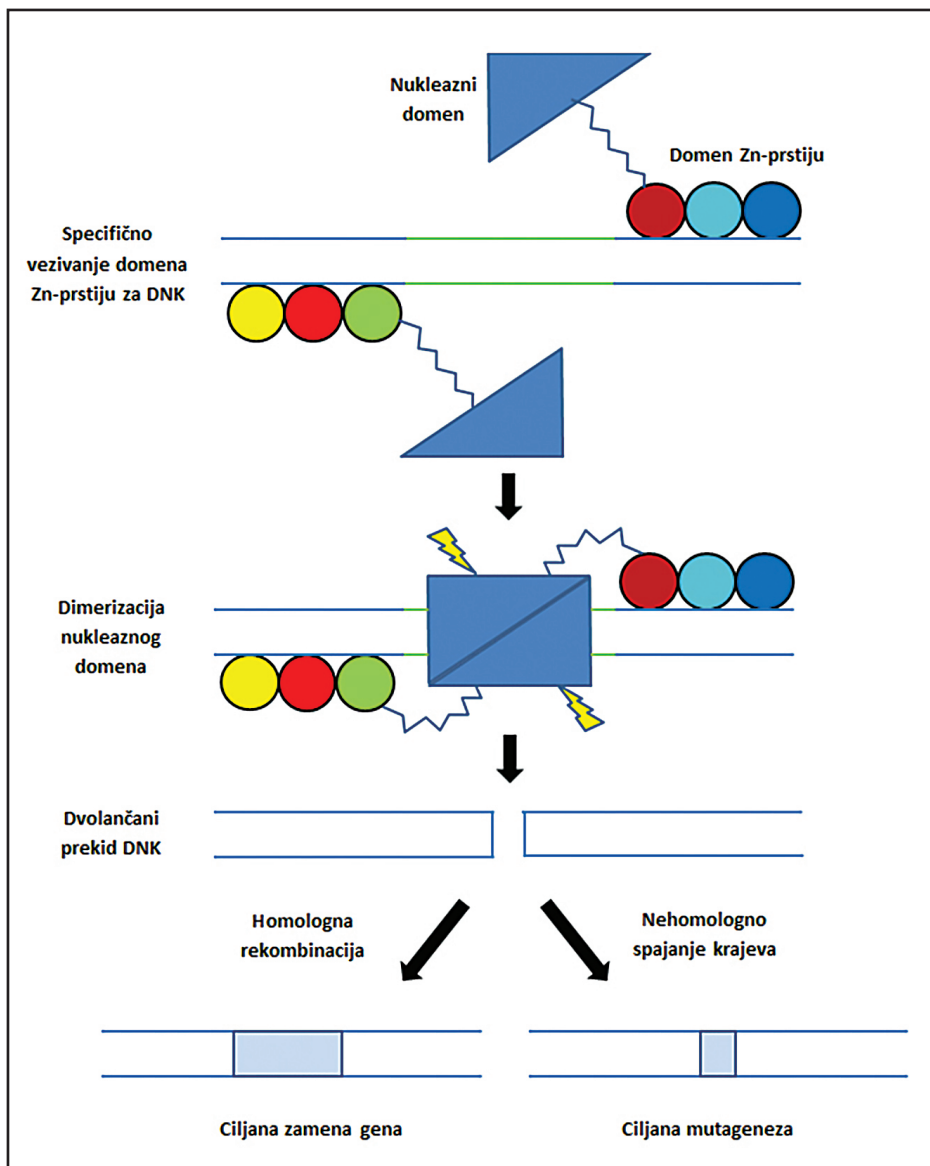 Nukleazni
domen
Domen Zn-prstiju
Specifično
vezivanje domena
Zn-prstiju za DNK
Dimerizacija
nukleaznog
domena
Dvolančani
prekid DNK
Homologna
rekombinacija
Nehomologno
spajanje krajeva
Ciljana zamena gena
Ciljana mutageneza